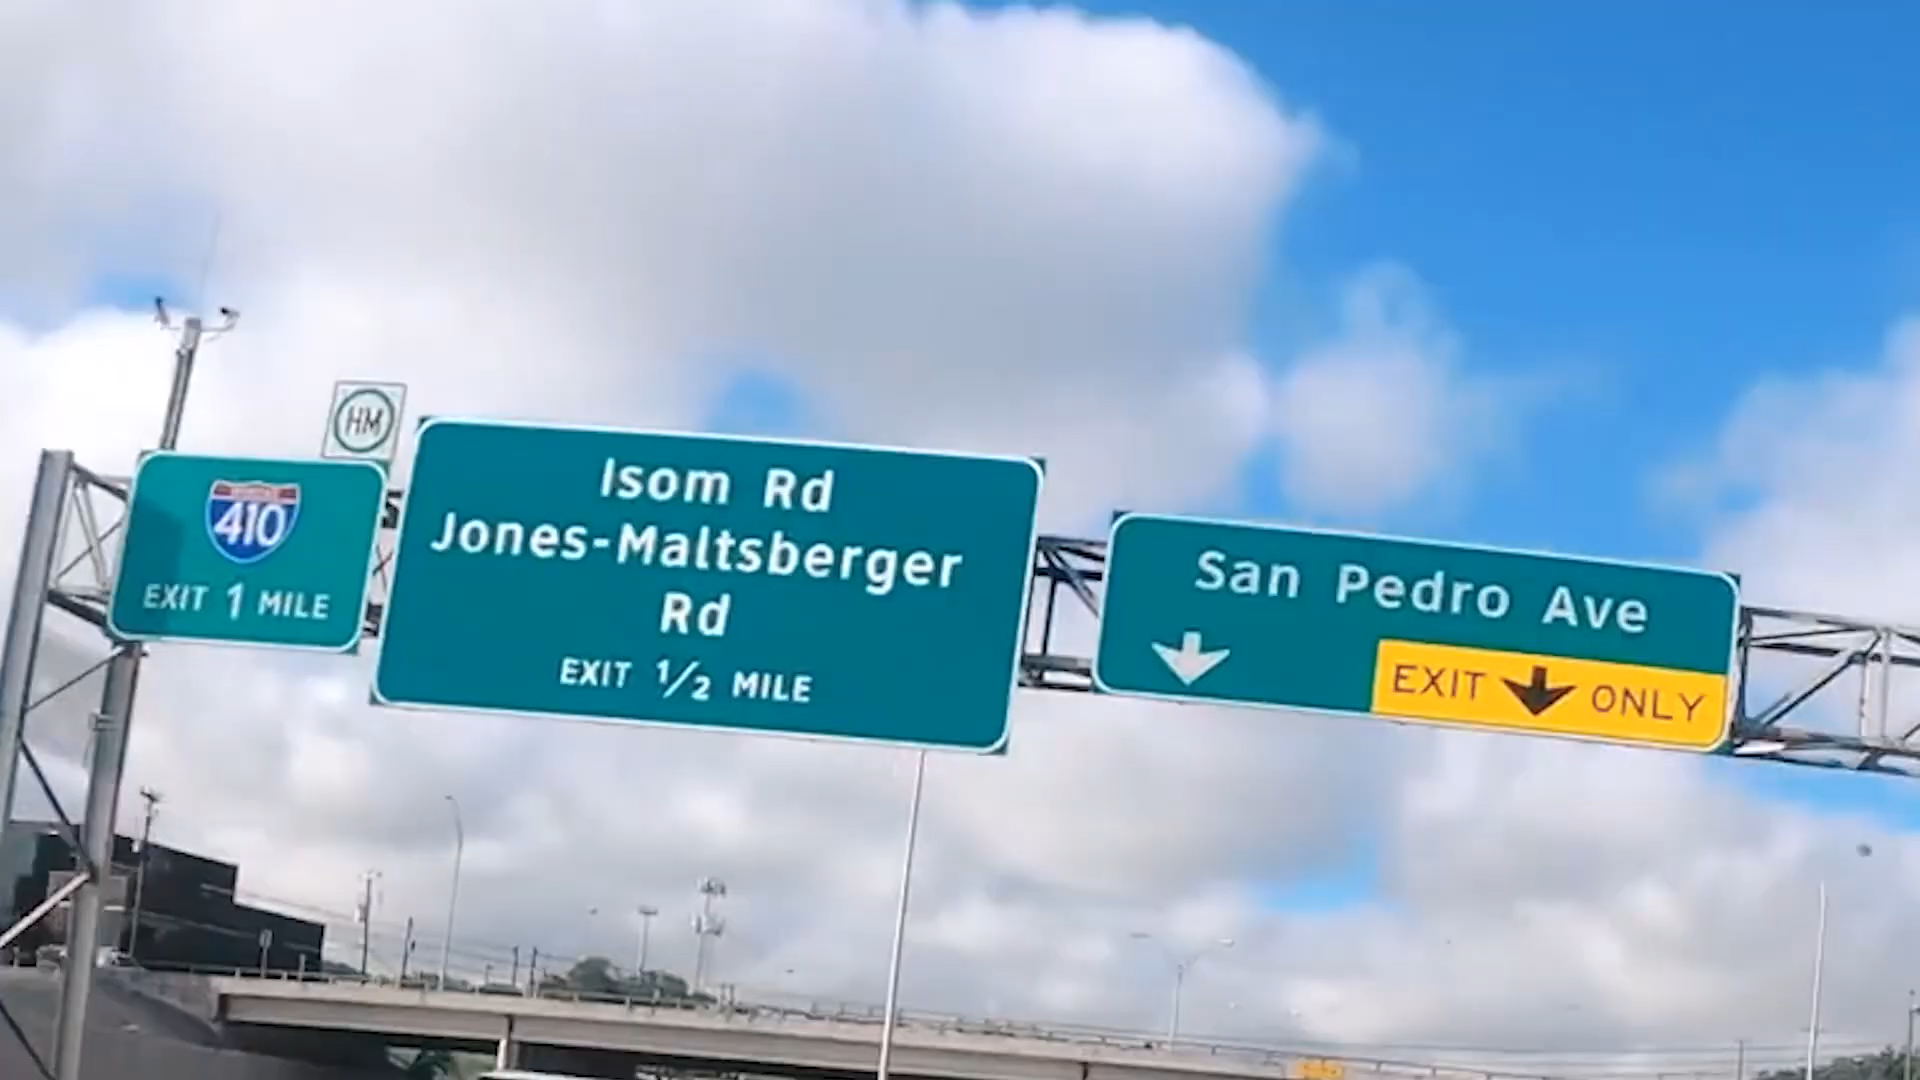 HM
410
EXIT 1 MILE
Isom Rd
Jones-Maltsberger
Rd
EXIT 1/2 MILE
San Pedro Ave
EXIT ONLY